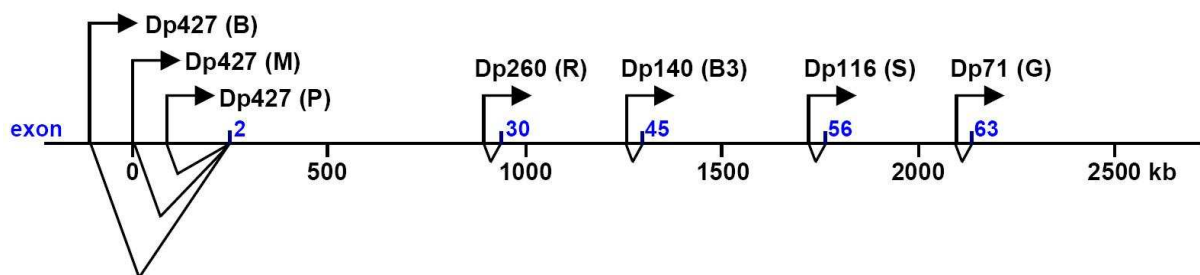 Dp427 (B)
Dp427 (M)
Dp427 (P)
Dp260 (R) Dp140 (B3) Dp116 (S) Dp71 (G)
exon 2 30 45 56 63
0 500 1000 1500 2000 2500 kb